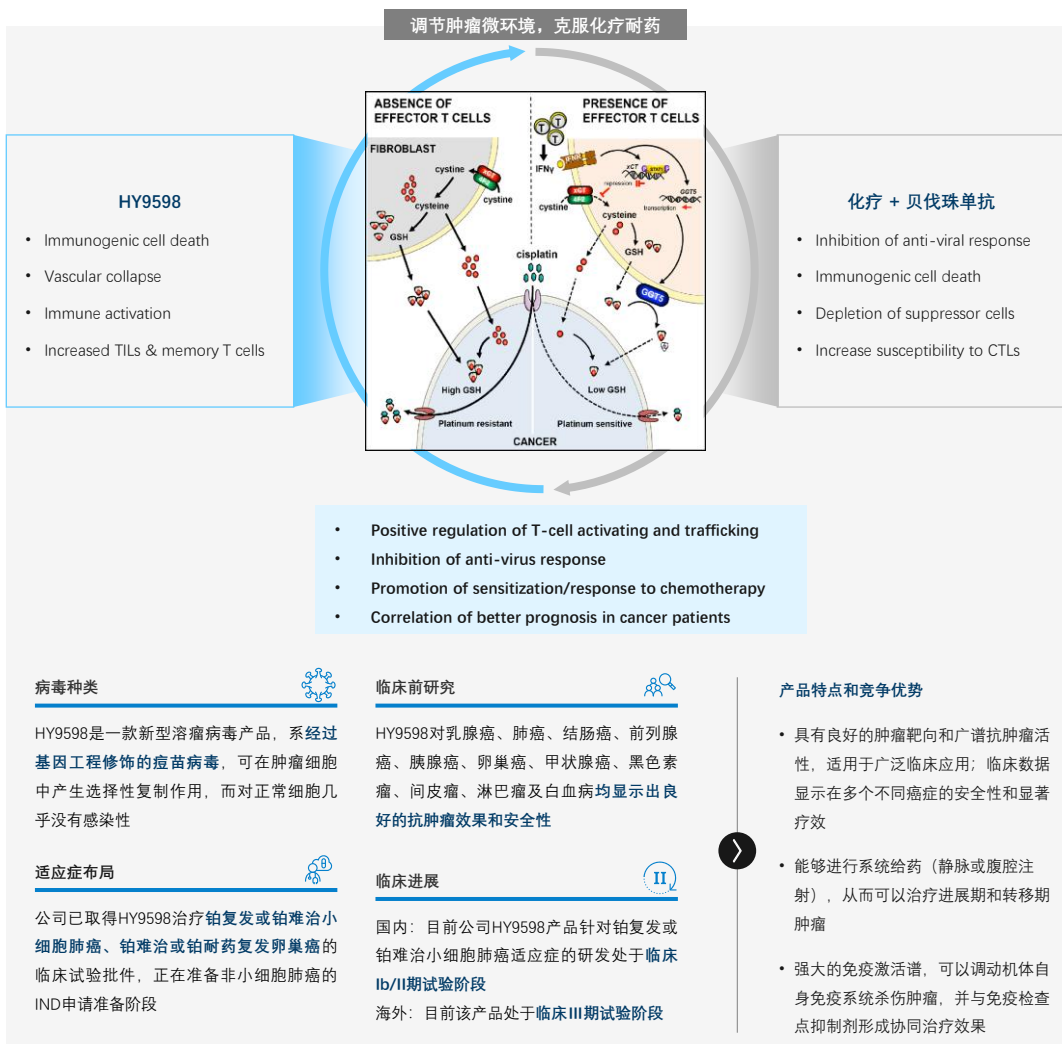 调节肿瘤微环境，克服化疗耐药
HY9598
• Immunogenic cell death
• Vascular collapse
• Immune activation
• Increased TILs & memory T cells
ABSENCE OF
EFFECTOR T CELLS
PRESENCE OF
EFFECTOR T CELLS
FIBROBLAST
cystine
xCT
4F2
cystine
cysteine
GSH
T
T
T
IFNγ
xCT
STAT1
repression
GGT5
transcription
xCT
4F2
cystine
cysteine
GSH
cisplatin
GGT5
High GSH
Low GSH
Platinum resistant
Platinum sensitive
CANCER
化疗 + 贝伐珠单抗
• Inhibition of anti-viral response
• Immunogenic cell death
• Depletion of suppressor cells
• Increase susceptibility to CTLs
• Positive regulation of T-cell activating and trafficking
• Inhibition of anti-virus response
• Promotion of sensitization/response to chemotherapy
• Correlation of better prognosis in cancer patients
病毒种类
HY9598是一款新型溶瘤病毒产品，系经过
基因工程修饰的痘苗病毒，可在肿瘤细胞
中产生选择性复制作用，而对正常细胞几
乎没有感染性
适应症布局
公司已取得HY9598治疗铂复发或铂难治小
细胞肺癌、铂难治或铂耐药复发卵巢癌的
临床试验批件，正在准备非小细胞肺癌的
IND申请准备阶段
临床前研究
HY9598对乳腺癌、肺癌、结肠癌、前列腺
癌、胰腺癌、卵巢癌、甲状腺癌、黑色素
瘤、间皮瘤、淋巴瘤及白血病均显示出良
好的抗肿瘤效果和安全性
临床进展
II
国内：目前公司HY9598产品针对铂复发或
铂难治小细胞肺癌适应症的研发处于临床
Ib/II期试验阶段
海外：目前该产品处于临床III期试验阶段
产品特点和竞争优势
• 具有良好的肿瘤靶向和广谱抗肿瘤活
性，适用于广泛临床应用；临床数据
显示在多个不同癌症的安全性和显著
疗效
• 能够进行系统给药（静脉或腹腔注
射），从而可以治疗进展期和转移期
肿瘤
• 强大的免疫激活谱，可以调动机体自
身免疫系统杀伤肿瘤，并与免疫检查
点抑制剂形成协同治疗效果